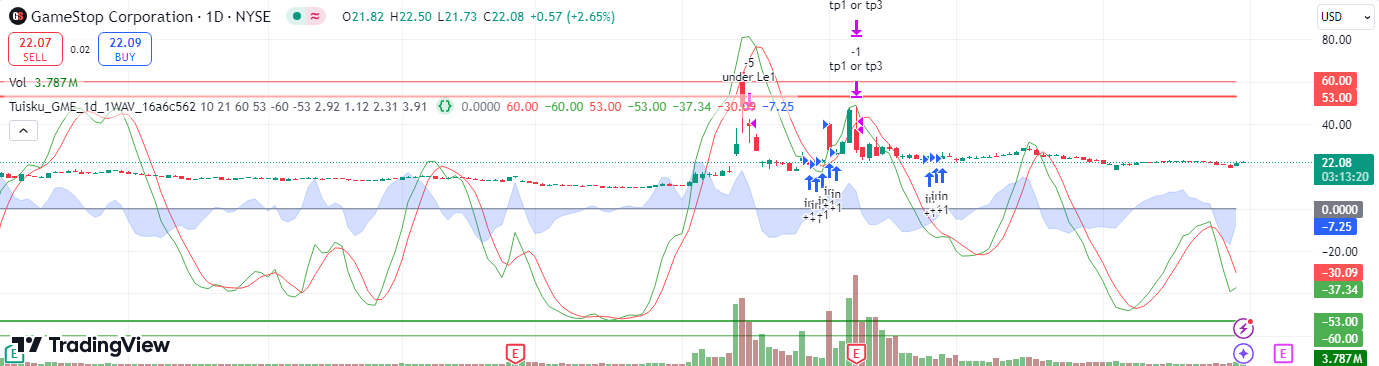 GameStop Corporation · 1D · NYSE O21.82 H22.50 L21.73 C22.08 +0.57 (+2.65%)
tp1 or tp3
USD
22.07 SELL
0.02
22.09 BUY
80.00
-1
tp1 or tp3
-5
under Le1
Vol 3.787M
60.00
53.00
Tuisku_GME_1d_1WAV_16a6c562 10 21 60 53 -60 -53 2.92 1.12 2.31 3.91 {} 0.0000 60.00 −60.00 53.00 −53.00 −37.34 −30.09 −7.25
40.00
22.08
03:13:20
0.0000
−7.25
−20.00
−30.09
−37.34
−53.00
−60.00
TradingView
E
E
E
E
3.787M